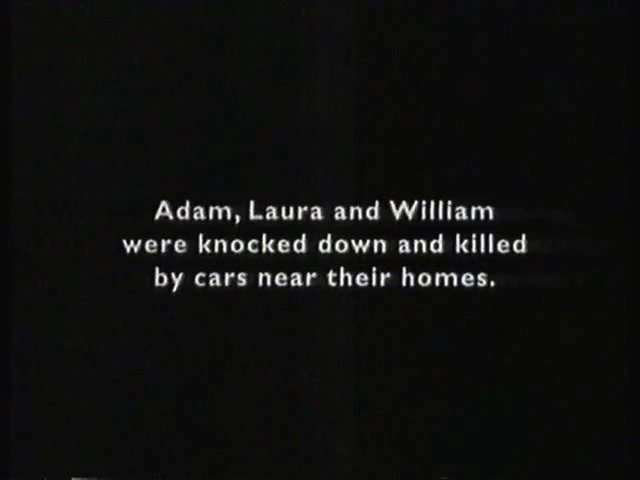 Adam, Laura and William
were knocked down and killed
by cars near their homes.